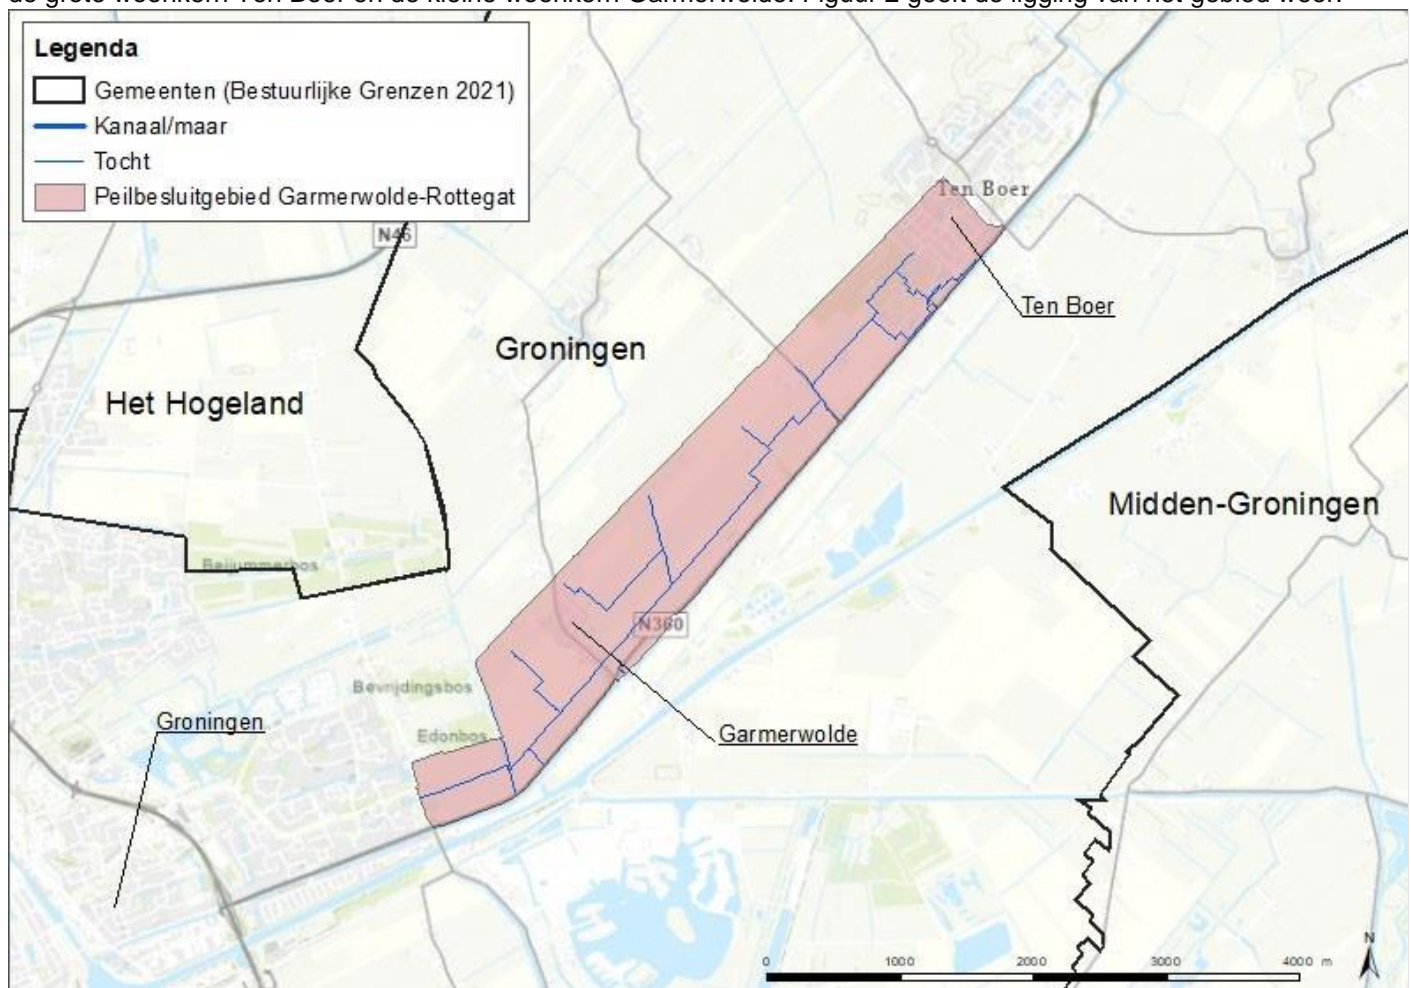 de grote woonkern Ten Boer en de kleine woonkern Garmerwolde. Figuur 2 geeft de ligging van het gebied weer.
Legenda
Gemeenten (Bestuurlijke Grenzen 2021)
Kanaal/maar
Tocht
Peilbesluitgebied Garmerwolde-Rottegat
Ten Boer
N46
Ten Boer
Groningen
Het Hogeland
Midden-Groningen
Beijummerbos
N360
Bevrijdingsbos
Groningen
Edonbos
Garmerwolde
N
0 1000 2000 3000 4000 m